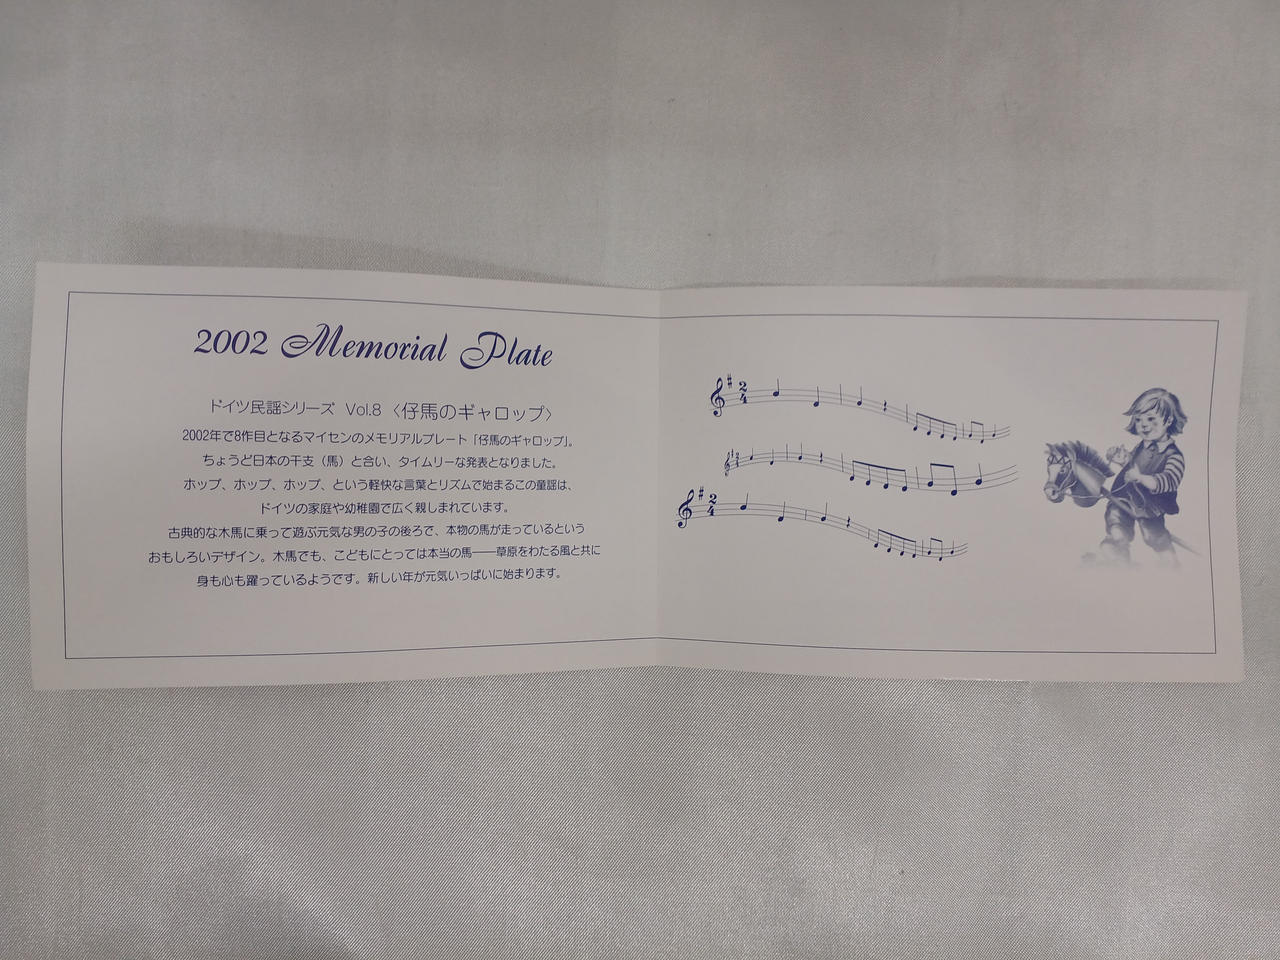 2002 Memorial Plate
ドイツ民謡シリーズ Vol.8〈仔馬のギャロップ〉
2002年で8作目となるマイセンのメモリアルプレート「仔馬のギャロップ」。
ちょうど日本の干支（馬）と合い、タイムリーな発表となりました。
ホップ、ホップ、ホップ、という軽快な言葉とリズムで始まるこの童謡は、
ドイツの家庭や幼稚園で広く親しまれています。
古典的な木馬に乗って遊ぶ元気な男の子の後ろで、本物の馬が走っているという
おもしろいデザイン。木馬でも、こどもにとっては本当の馬――草原をわたる風と共に
身も心も躍っているようです。新しい年が元気いっぱいに始まります。
2
4
2
4
2
4